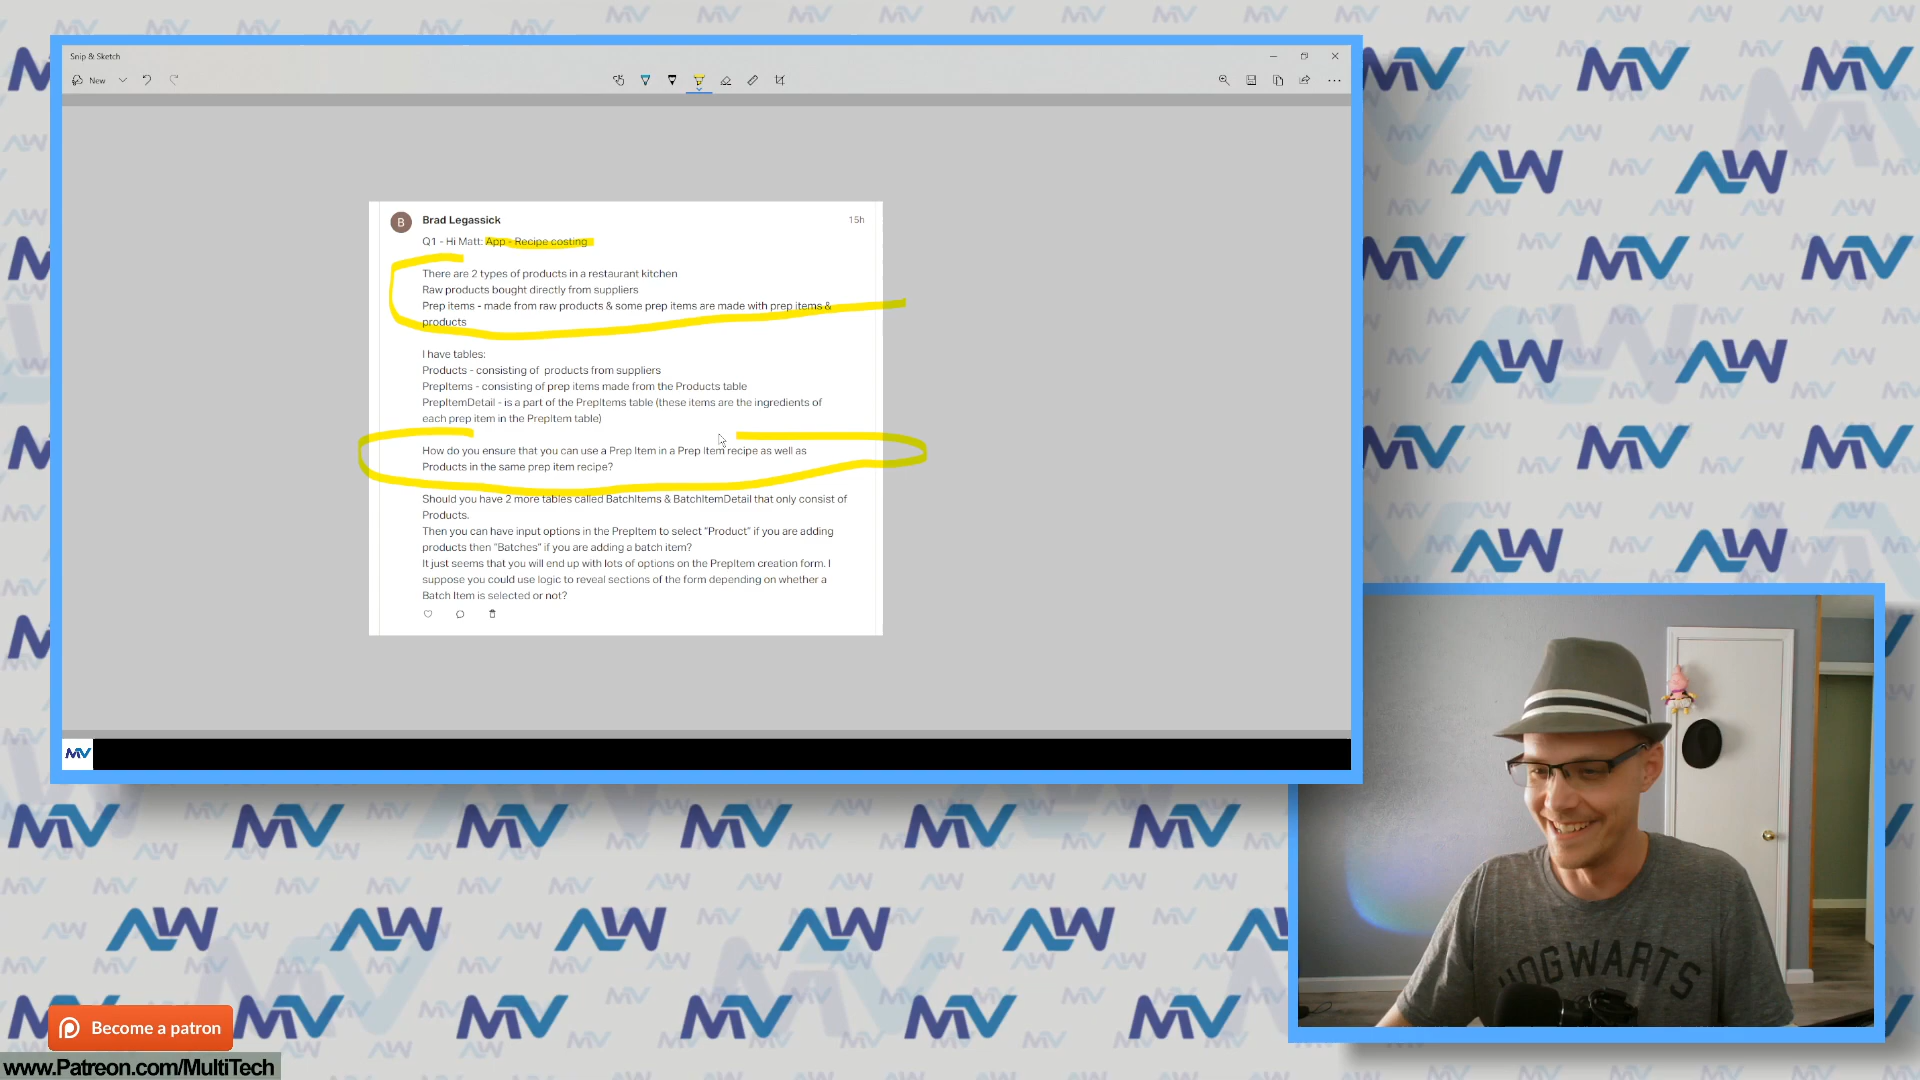 Snip & Sketch
New
Brad Legassick
15h
B
Q1 - Hi Matt: App - Recipe costing
There are 2 types of products in a restaurant kitchen
Raw products bought directly from suppliers
Prep items - made from raw products & some prep items are made with prep items &
products
I have tables:
Products - consisting of products from suppliers
PrepItems - consisting of prep items made from the Products table
PrepItemDetail - is a part of the PrepItems table (these items are the ingredients of
each prep item in the PrepItem table)
How do you ensure that you can use a Prep Item in a Prep Item recipe as well as
Products in the same prep item recipe?
Should you have 2 more tables called BatchItems & BatchItemDetail that only consist of
Products.
Then you can have input options in the PrepItem to select "Product" if you are adding
products then "Batches" if you are adding a batch item?
It just seems that you will end up with lots of options on the PrepItem creation form. I
suppose you could use logic to reveal sections of the form depending on whether a
Batch Item is selected or not?
MV
HOGWARTS
Become a patron
www.Patreon.com/MultiTech